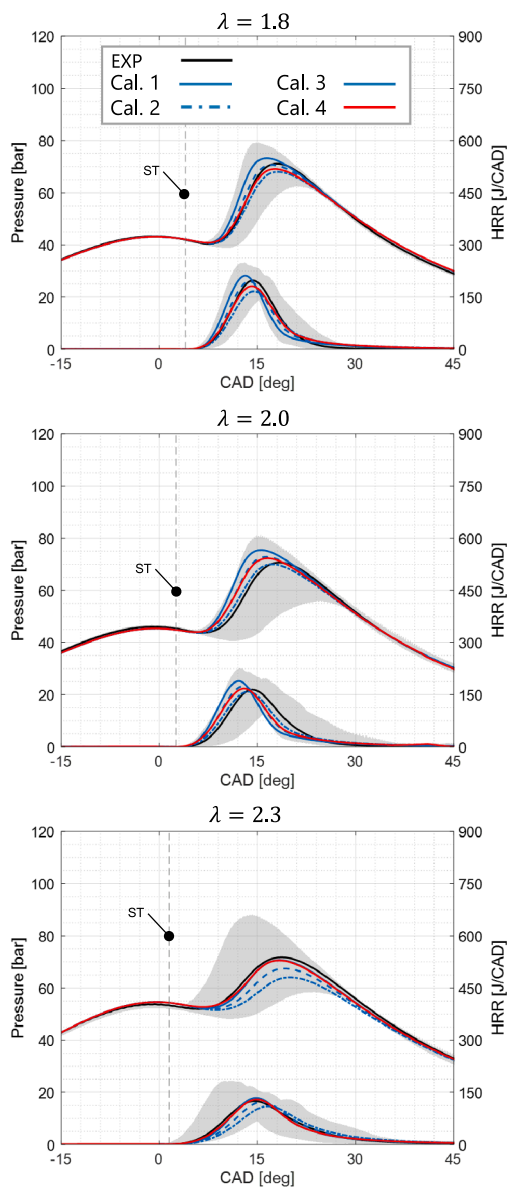 λ = 1.8
120
100
80
60
40
20
0
Pressure [bar]
EXP
Cal. 1 Cal. 3
Cal. 2 Cal. 4
ST
900
750
600
450
300
150
0
HRR [J/CAD]
-15 0 15 30 45
CAD [deg]
λ = 2.0
120
100
80
60
40
20
0
Pressure [bar]
ST
900
750
600
450
300
150
0
HRR [J/CAD]
-15 0 15 30 45
CAD [deg]
λ = 2.3
120
100
80
60
40
20
0
Pressure [bar]
ST
900
750
600
450
300
150
0
HRR [J/CAD]
-15 0 15 30 45
CAD [deg]